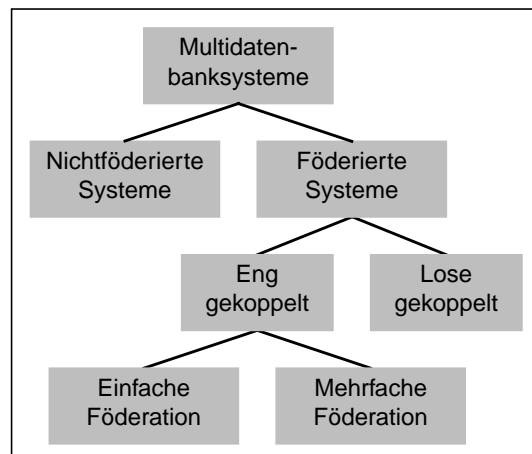 Multidaten-
banksysteme
Nichtföderierte
Systeme
Föderierte
Systeme
Eng
gekoppelt
Lose
gekoppelt
Einfache
Föderation
Mehrfache
Föderation